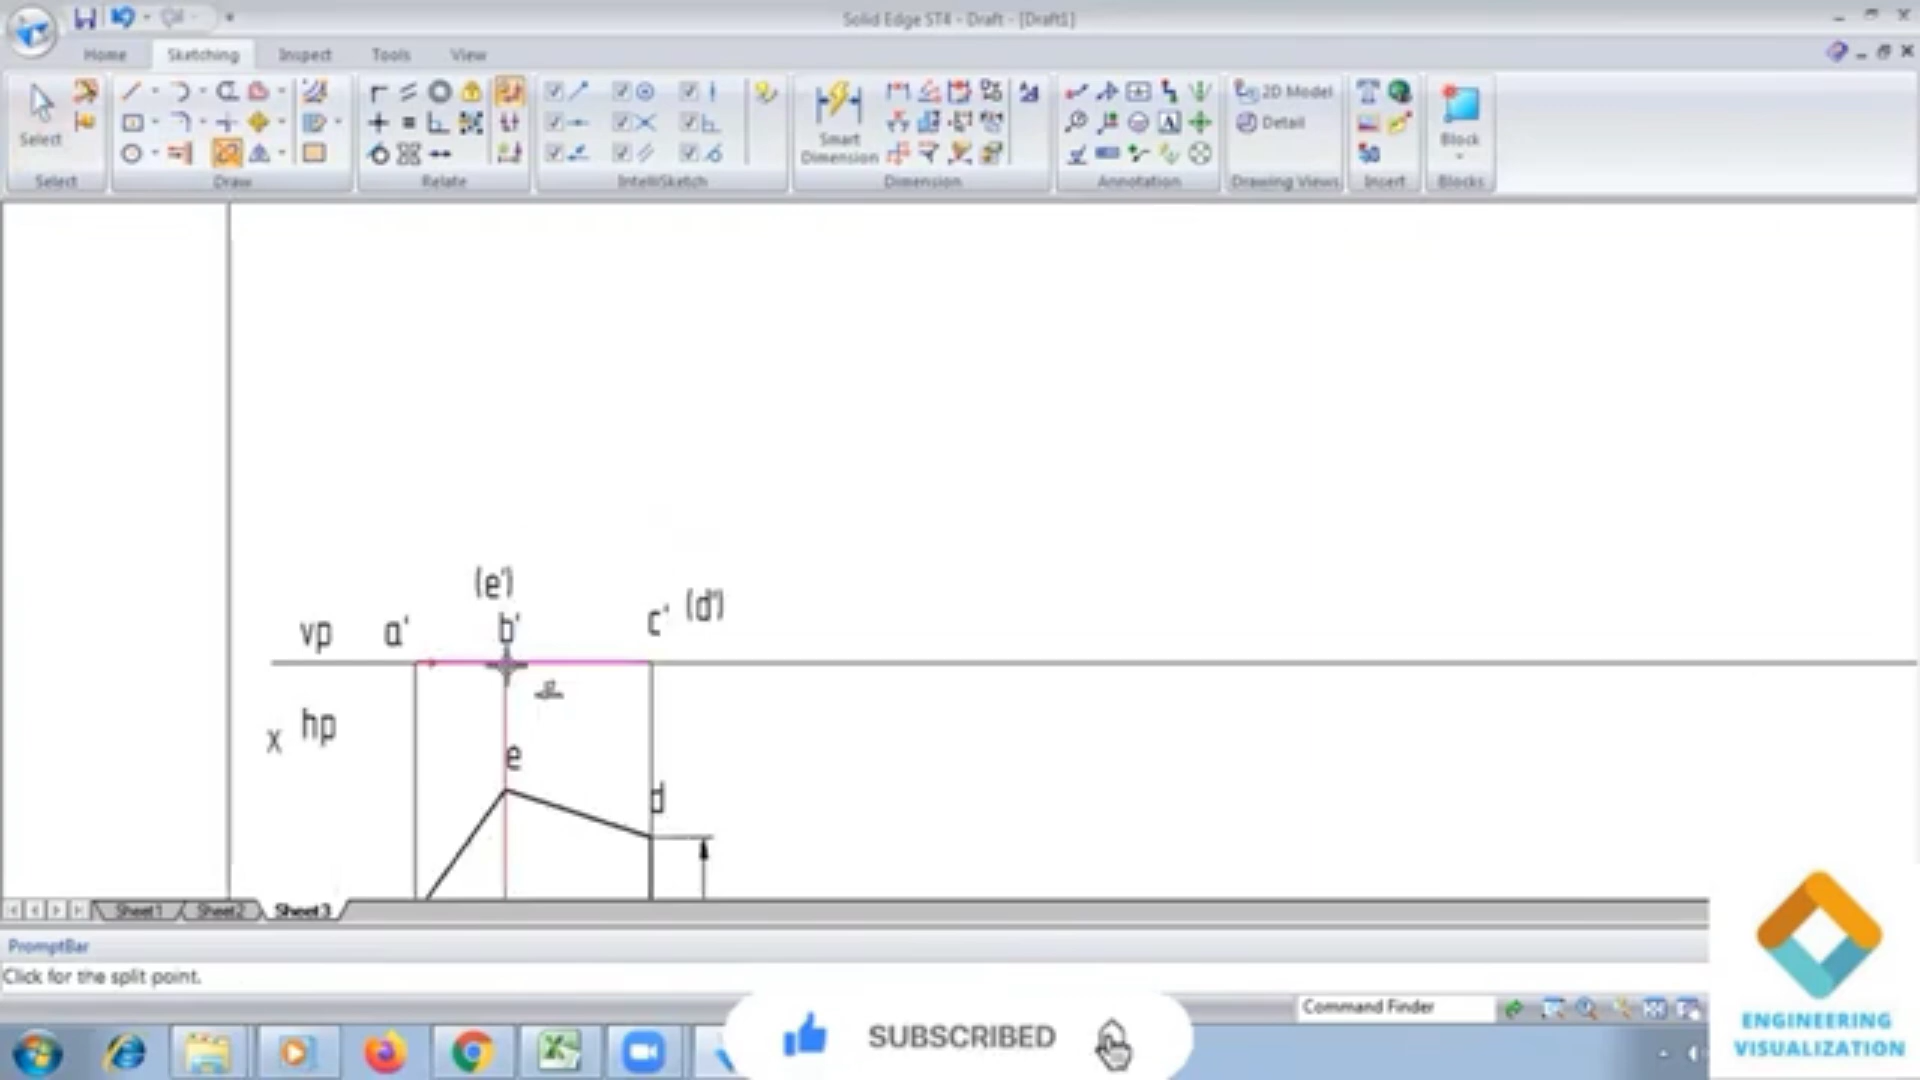 Solid Edge ST4 - Draft - [Draft1]
Home Sketching Inspect Tools View
Select
Smart Dimension
2D Model
Detail
Block
Select Draw Relate IntelliSketch Dimension Annotation Drawing Views Insert Blocks
(e')
vp a' b' c' (d')
x hp
e
d
Sheet1 Sheet2 Sheet3
PromptBar
Click for the split point.
Command Finder
SUBSCRIBED
ENGINEERING
VISUALIZATION